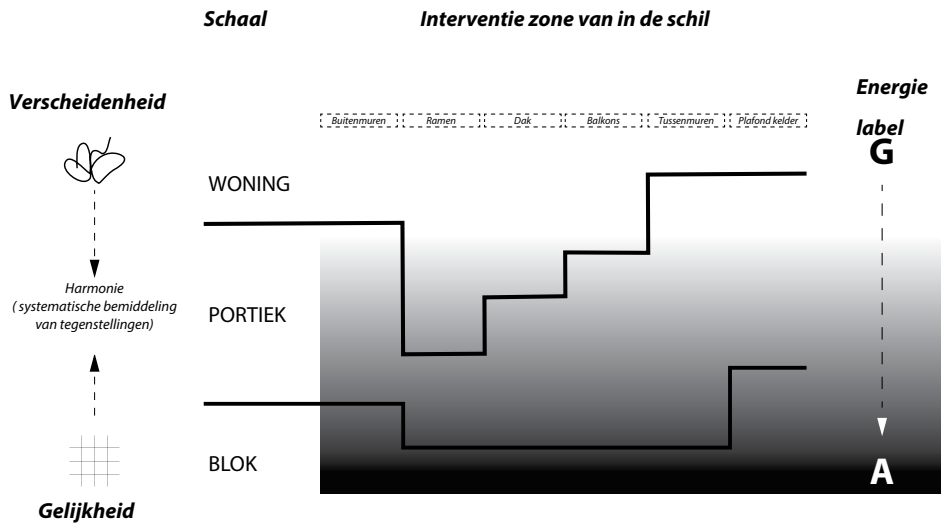 Schaal
Interventie zone van in de schil
Verscheidenheid
Energie
label
Buitenmuren
Ramen
Dak
Balkons
Tussenmuren
Plafond kelder
G
WONING
Harmonie
( systematische bemiddeling
van tegenstellingen)
PORTIEK
BLOK
A
Gelijkheid